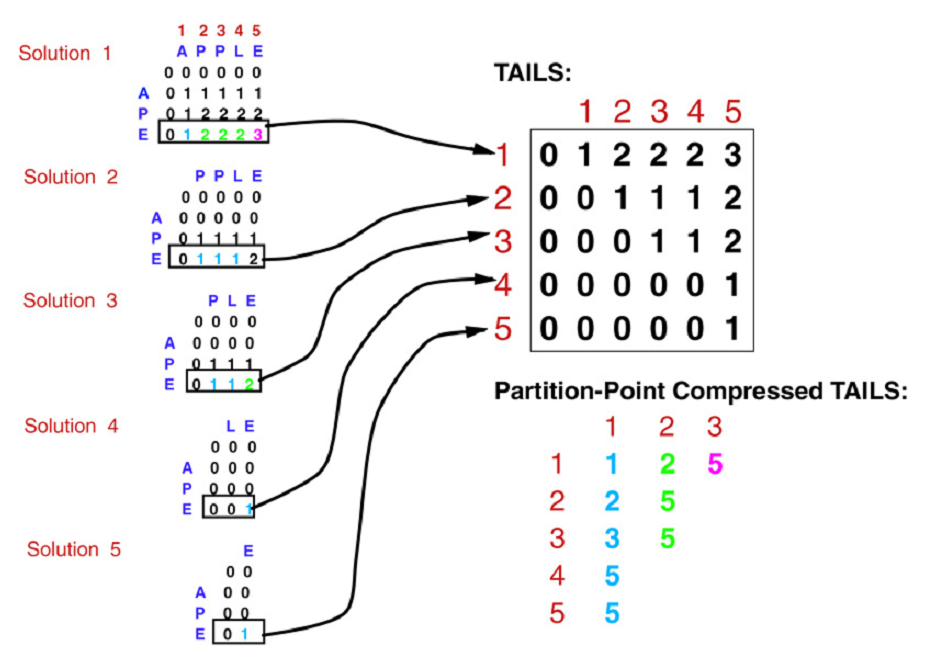 Solution 1
1 2 3 4 5
A P P L E
0 0 0 0 0 0
A 0 1 1 1 1 1
P 0 1 2 2 2 2
E 0 1 2 2 2 3
Solution 2
P P L E
0 0 0 0 0
A 0 0 0 0 0
P 0 1 1 1 1
E 0 1 1 1 2
Solution 3
P L E
0 0 0 0
A 0 0 0 0
P 0 1 1 1
E 0 1 1 2
Solution 4
L E
0 0 0
A 0 0 0
P 0 0 0
E 0 0 1
Solution 5
E
0 0
A 0 0
P 0 0
E 0 1
TAILS:
1 2 3 4 5
1 0 1 2 2 2 3
2 0 0 1 1 1 2
3 0 0 0 1 1 2
4 0 0 0 0 0 1
5 0 0 0 0 0 1
Partition-Point Compressed TAILS:
1 2 3
1 1 2 5
2 2 5
3 3 5
4 5
5 5